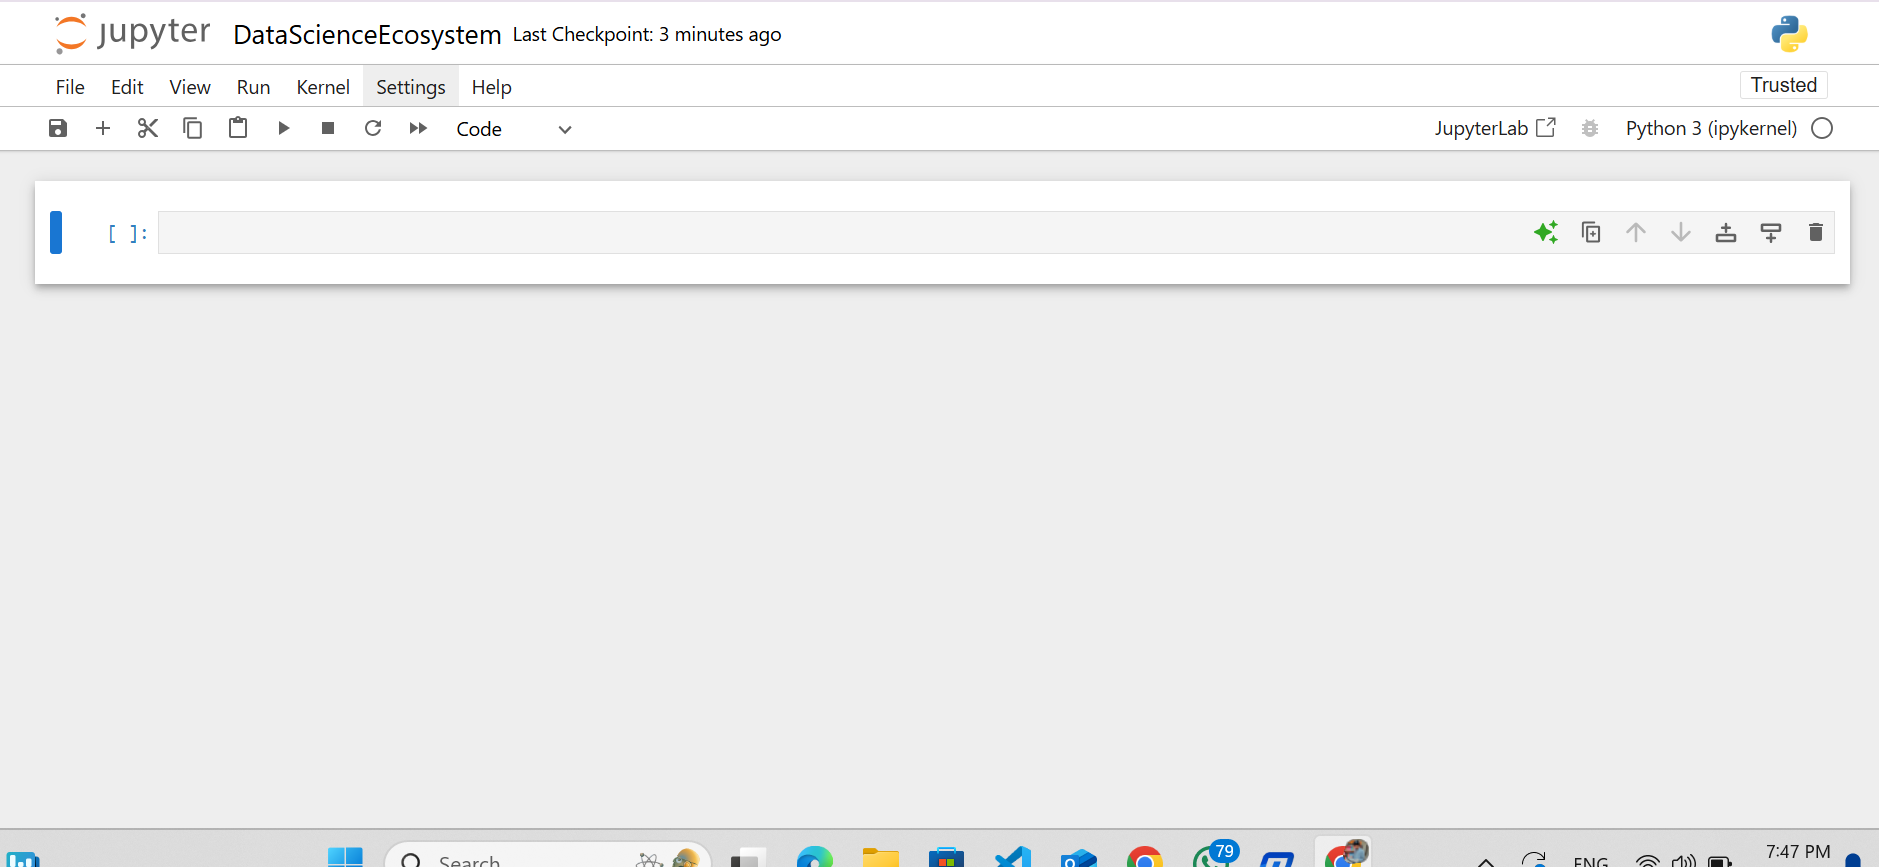 jupyter DataScienceEcosystem Last Checkpoint: 3 minutes ago
File Edit View Run Kernel Settings Help Trusted
Code JupyterLab Python 3 (ipykernel)
[ ]:
Search 79 ENG 7:47 PM